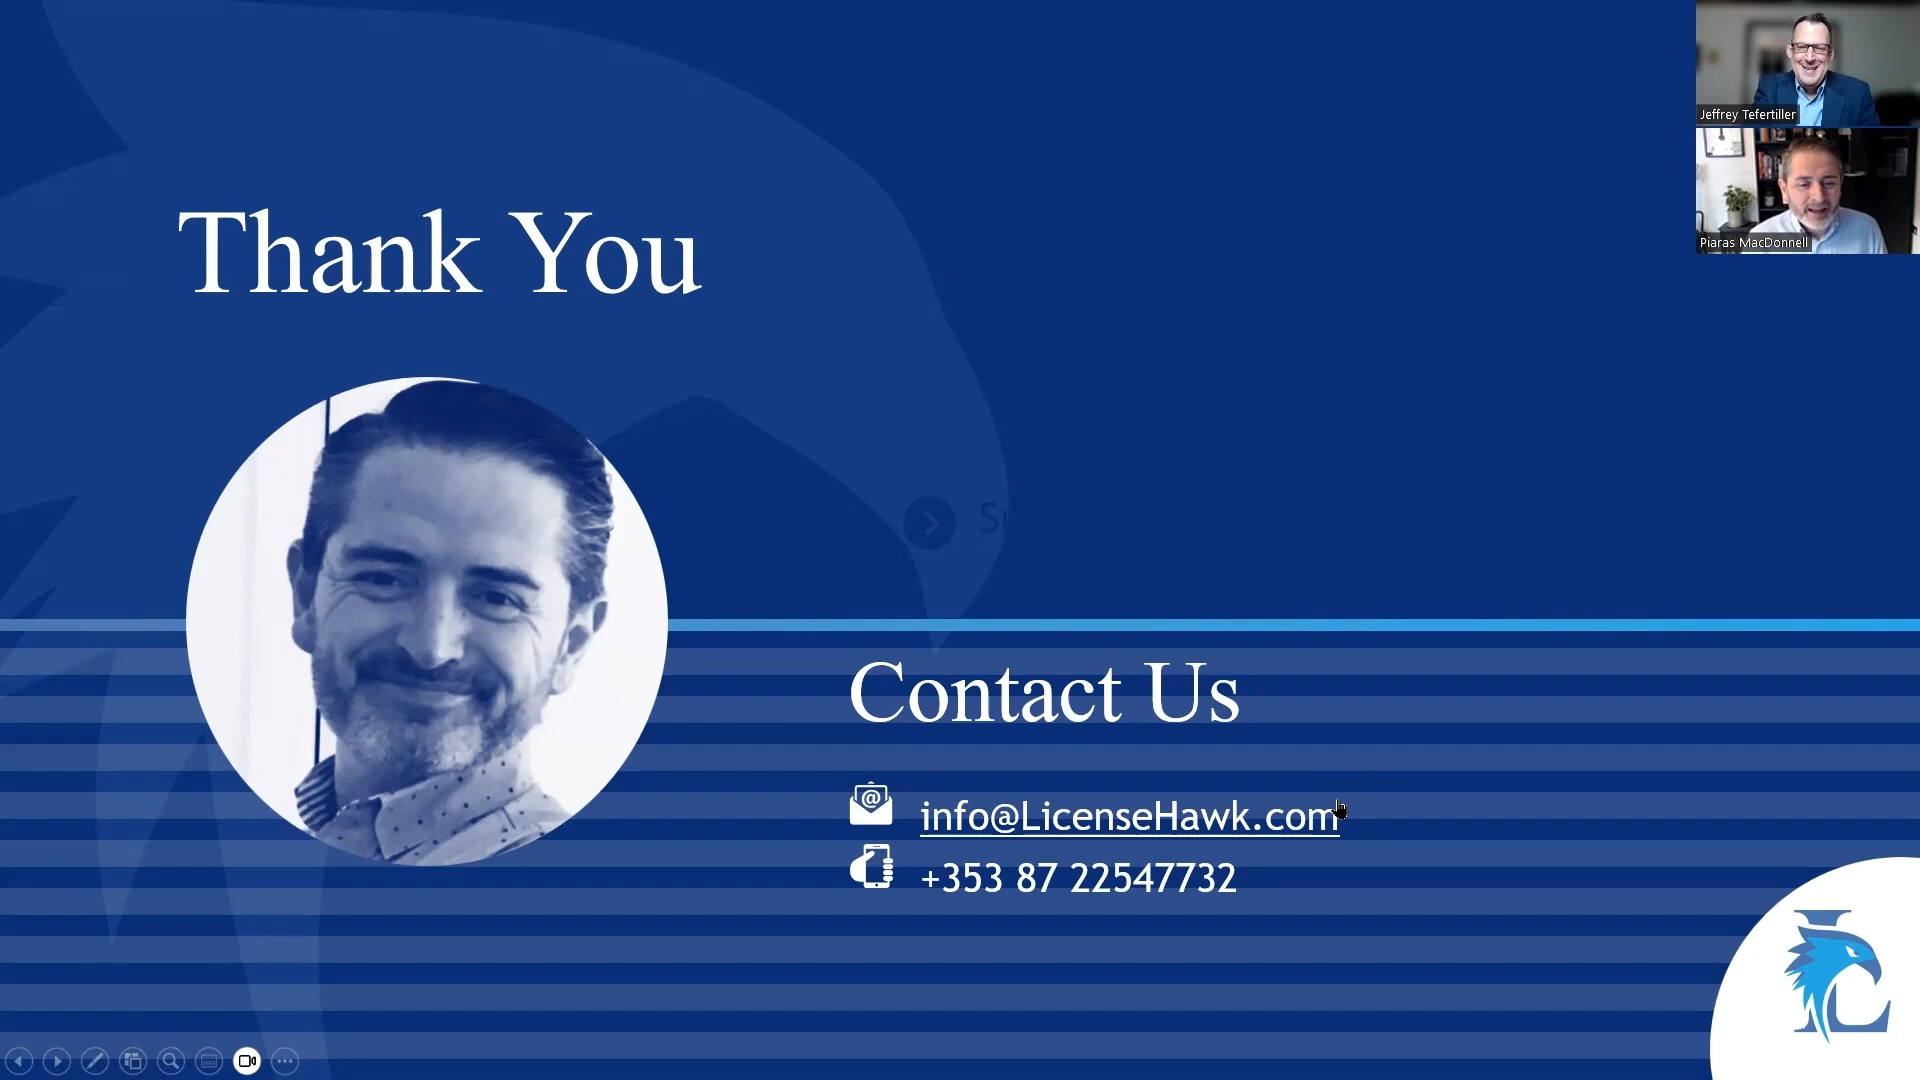 Jeffrey Tefertiller
Piaras MacDonnell
Thank You
Contact Us
info@LicenseHawk.com
+353 87 22547732